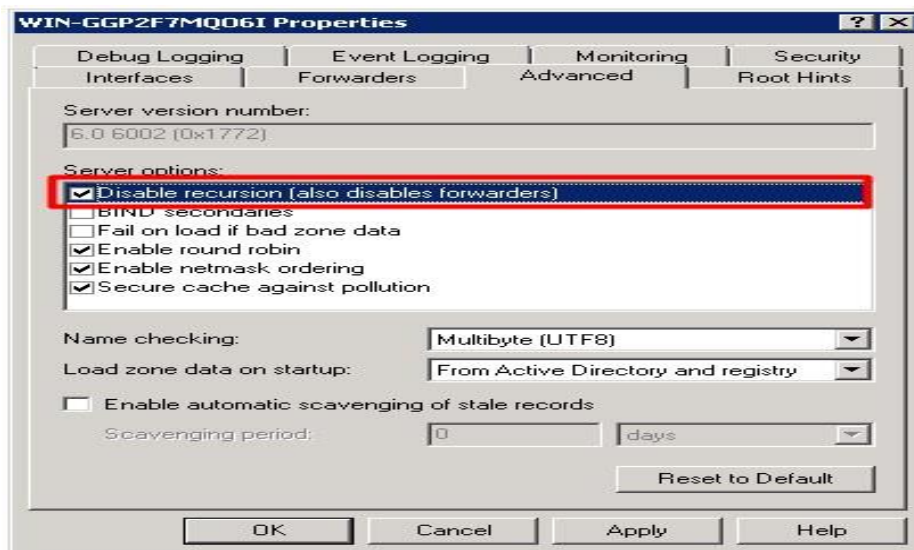 WIN-GGP2F7MQO6I Properties
Debug Logging Event Logging Monitoring Security
Interfaces Forwarders Advanced Root Hints
Server version number:
6.0 6002 (0x1772)
Server options:
Disable recursion (also disables forwarders)
BIND secondaries
Fail on load if bad zone data
Enable round robin
Enable netmask ordering
Secure cache against pollution
Name checking: Multibyte (UTF8)
Load zone data on startup: From Active Directory and registry
Enable automatic scavenging of stale records
Scavenging period: 0 days
Reset to Default
OK Cancel Apply Help